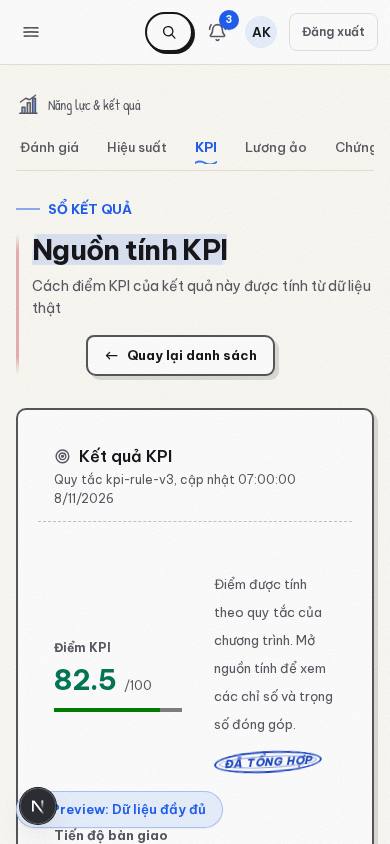 3
AK
Đăng xuất
Năng lực & kết quả
Đánh giá
Hiệu suất
KPI
Lương ảo
Chứng
SỔ KẾT QUẢ
Nguồn tính KPI
Cách điểm KPI của kết quả này được tính từ dữ liệu
thật
← Quay lại danh sách
Kết quả KPI
Quy tắc kpi-rule-v3, cập nhật 07:00:00
8/11/2026
Điểm KPI
82.5 /100
Điểm được tính
theo quy tắc của
chương trình. Mở
nguồn tính để xem
các chỉ số và trọng
số đóng góp.
ĐÃ TỔNG HỢP
N
Preview: Dữ liệu đầy đủ
Tiến độ bàn giao